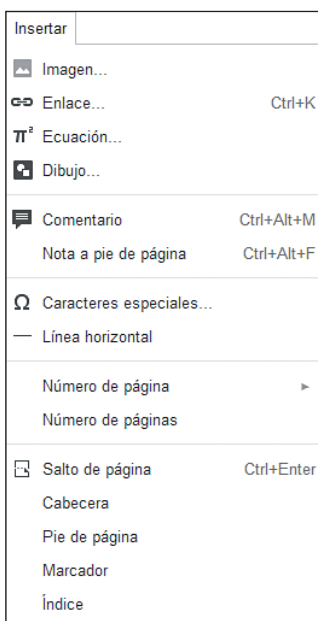 Insertar
Imagen...
Enlace... Ctrl+K
π² Ecuación...
Dibujo...
Comentario Ctrl+Alt+M
Nota a pie de página Ctrl+Alt+F
Ω Caracteres especiales...
Línea horizontal
Número de página
Número de páginas
Salto de página Ctrl+Enter
Cabecera
Pie de página
Marcador
Índice